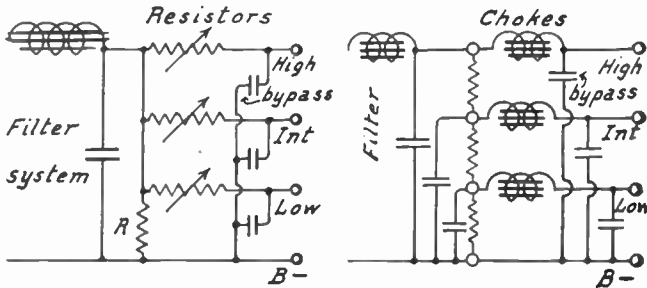 Resistors
High
bypass
Int
Filter
system
Low
R
B-
Chokes
High
bypass
Int
Filter
Low
B-